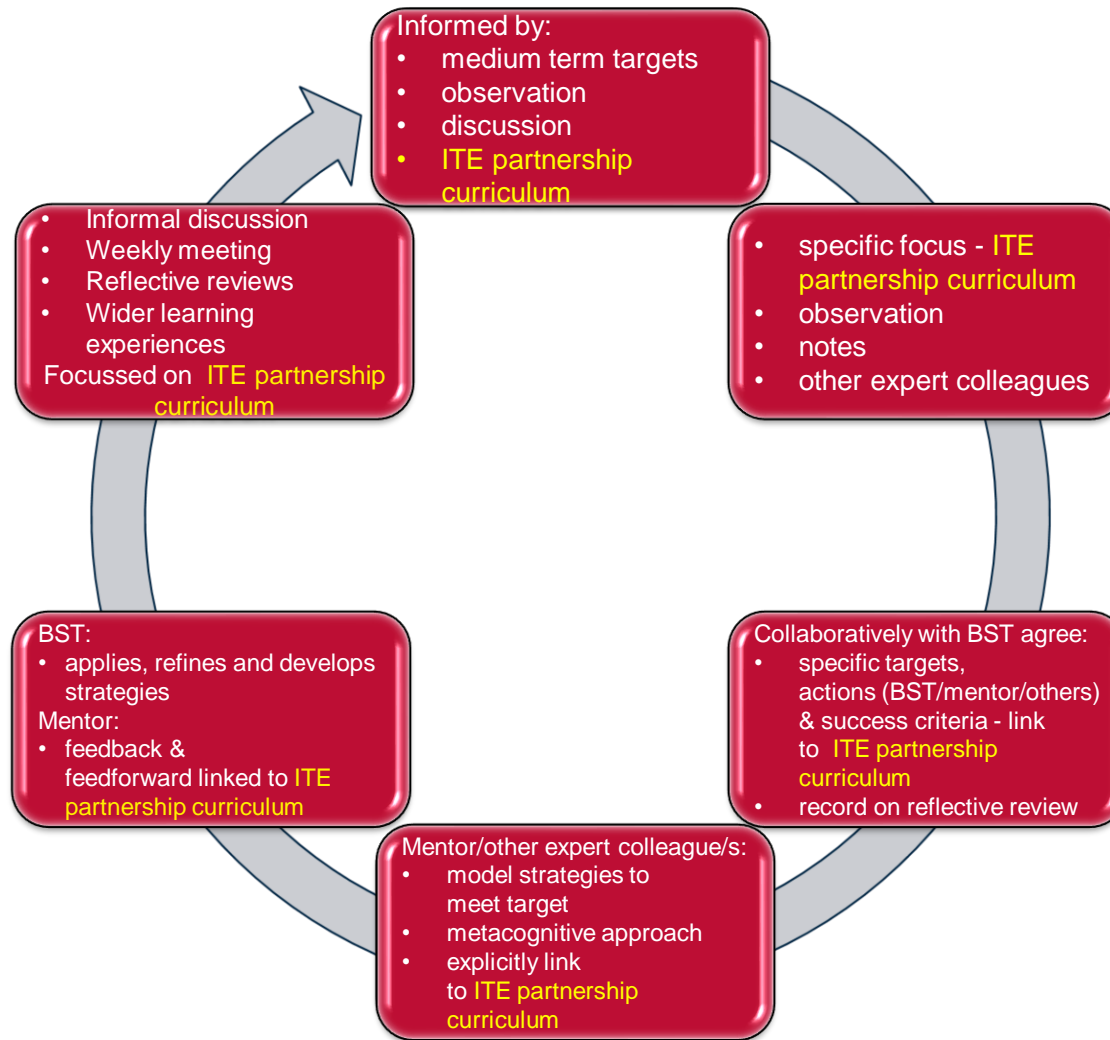 Informed by:
• medium term targets
• observation
• discussion
• ITE partnership
curriculum
• specific focus - ITE
partnership curriculum
• observation
• notes
• other expert colleagues
Collaboratively with BST agree:
• specific targets,
actions (BST/mentor/others)
& success criteria - link
to ITE partnership
curriculum
• record on reflective review
Mentor/other expert colleague/s:
• model strategies to
meet target
• metacognitive approach
• explicitly link
to ITE partnership
curriculum
BST:
• applies, refines and develops
strategies
Mentor:
• feedback &
feedforward linked to ITE
partnership curriculum
• Informal discussion
• Weekly meeting
• Reflective reviews
• Wider learning
experiences
Focussed on ITE partnership
curriculum